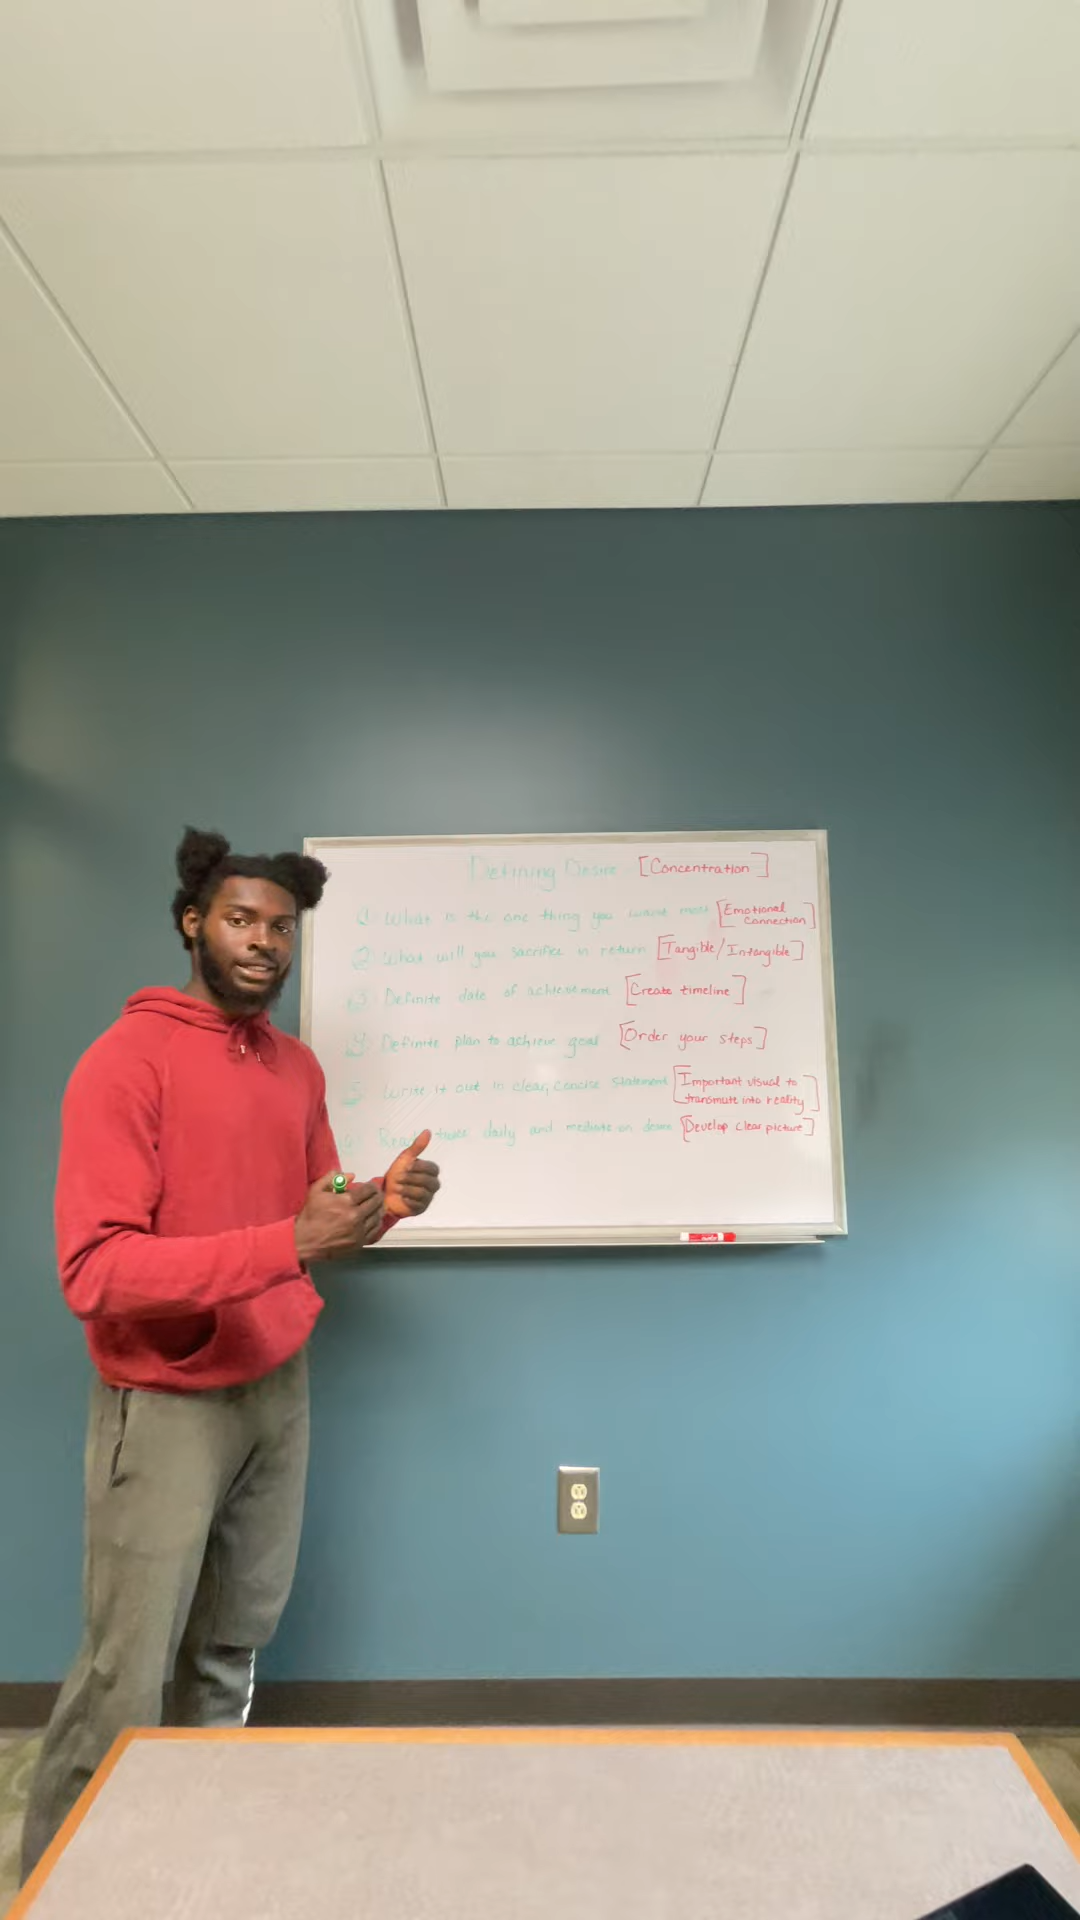 Defining Desire [Concentration]
1) What is the one thing you want most [Emotional Connection]
2) What will you sacrifice in return [Tangible/Intangible]
3) Definite date of achievement [Create timeline]
4) Definite plan to achieve goal [Order your steps]
5) Write it out in clear, concise statement [Important visual to transmute into reality]
6) Read twice daily and mediate on desire [Develop clear picture]